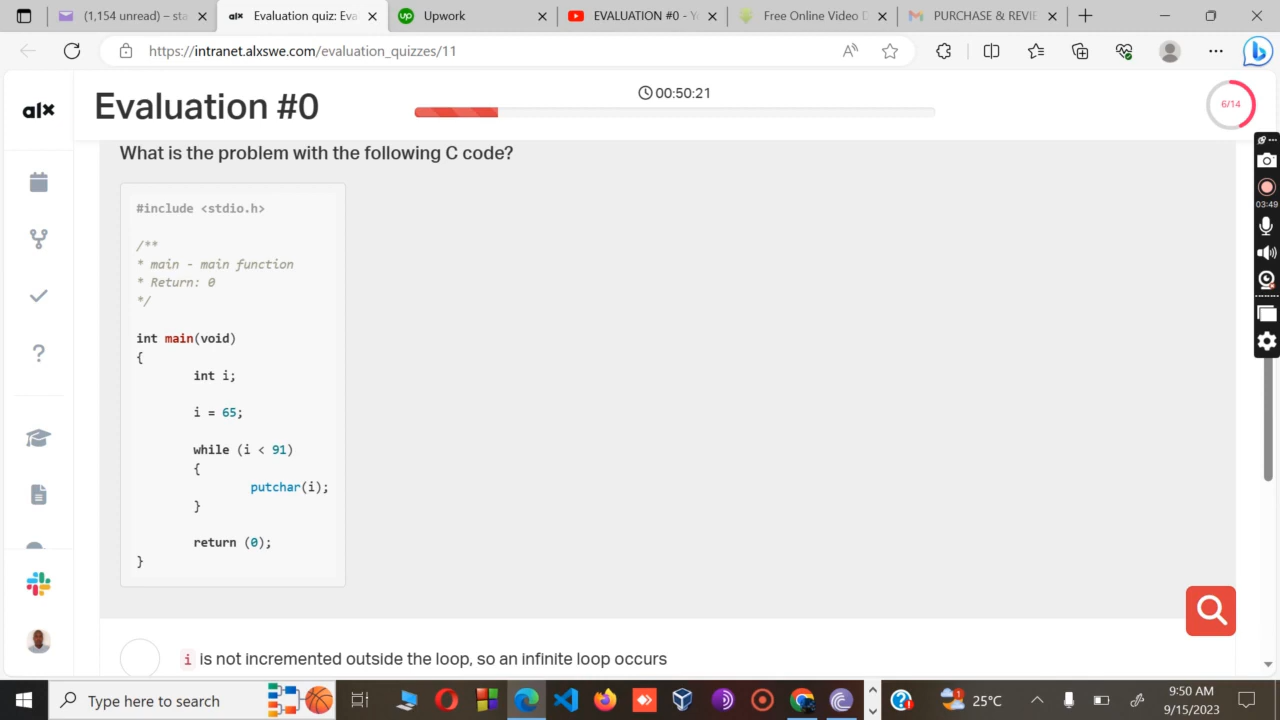 (1,154 unread) – sta
Evaluation quiz: Eva
Upwork
EVALUATION #0 - Y
Free Online Video D
PURCHASE & REVIE
https://intranet.alxswe.com/evaluation_quizzes/11
alx
Evaluation #0
00:50:21
6/14
What is the problem with the following C code?
#include <stdio.h>
/**
* main - main function
* Return: 0
*/
int main(void)
{
int i;
i = 65;
while (i < 91)
{
putchar(i);
}
return (0);
}
03:49
i is not incremented outside the loop, so an infinite loop occurs
Type here to search
25°C
9:50 AM
9/15/2023